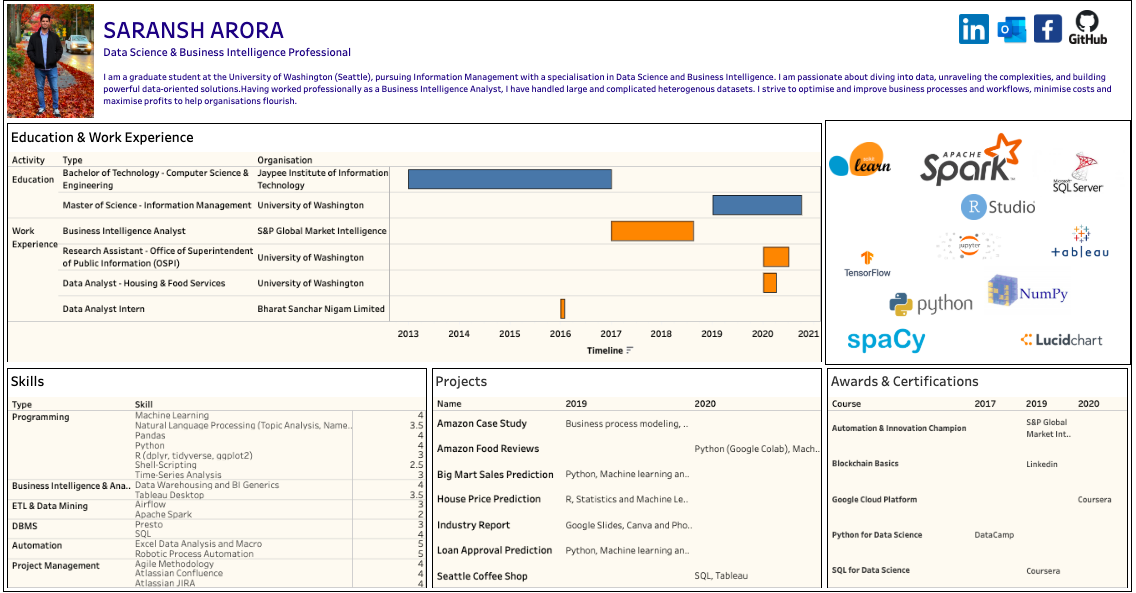 SARANSH ARORA
Data Science & Business Intelligence Professional
I am a graduate student at the University of Washington (Seattle), pursuing Information Management with a specialisation in Data Science and Business Intelligence. I am passionate about diving into data, unraveling the complexities, and building
powerful data-oriented solutions.Having worked professionally as a Business Intelligence Analyst, I have handled large and complicated heterogenous datasets. I strive to optimise and improve business processes and workflows, minimise costs and
maximise profits to help organisations flourish.
in
f
GitHub
Education & Work Experience
Activity Type Organisation
Education Bachelor of Technology - Computer Science & Engineering Jaypee Institute of Information Technology
Master of Science - Information Management University of Washington
Work Experience Business Intelligence Analyst S&P Global Market Intelligence
Research Assistant - Office of Superintendent of Public Information (OSPI) University of Washington
Data Analyst - Housing & Food Services University of Washington
Data Analyst Intern Bharat Sanchar Nigam Limited
2013 2014 2015 2016 2017 2018 2019 2020 2021
Timeline
learn
APACHE
Spark
Microsoft
SQL Server
R Studio
jupyter
+ableau
TensorFlow
python
NumPy
spaCy
Lucidchart
Skills
Type Skill
Programming Machine Learning 4
Natural Language Processing (Topic Analysis, Name.. 3.5
Pandas 4
Python 4
R (dplyr, tidyverse, ggplot2) 3
Shell-Scripting 2.5
Time-Series Analysis 3
Business Intelligence & Ana.. Data Warehousing and BI Generics 4
Tableau Desktop 3.5
ETL & Data Mining Airflow 3
Apache Spark 2
DBMS Presto 3
SQL 4
Automation Excel Data Analysis and Macro 5
Robotic Process Automation 5
Project Management Agile Methodology 4
Atlassian Confluence 4
Atlassian JIRA 4
Projects
Name 2019 2020
Amazon Case Study Business process modeling, ..
Amazon Food Reviews Python (Google Colab), Mach..
Big Mart Sales Prediction Python, Machine learning an..
House Price Prediction R, Statistics and Machine Le..
Industry Report Google Slides, Canva and Pho..
Loan Approval Prediction Python, Machine learning an..
Seattle Coffee Shop SQL, Tableau
Awards & Certifications
Course 2017 2019 2020
Automation & Innovation Champion S&P Global Market Int..
Blockchain Basics Linkedin
Google Cloud Platform Coursera
Python for Data Science DataCamp
SQL for Data Science Coursera